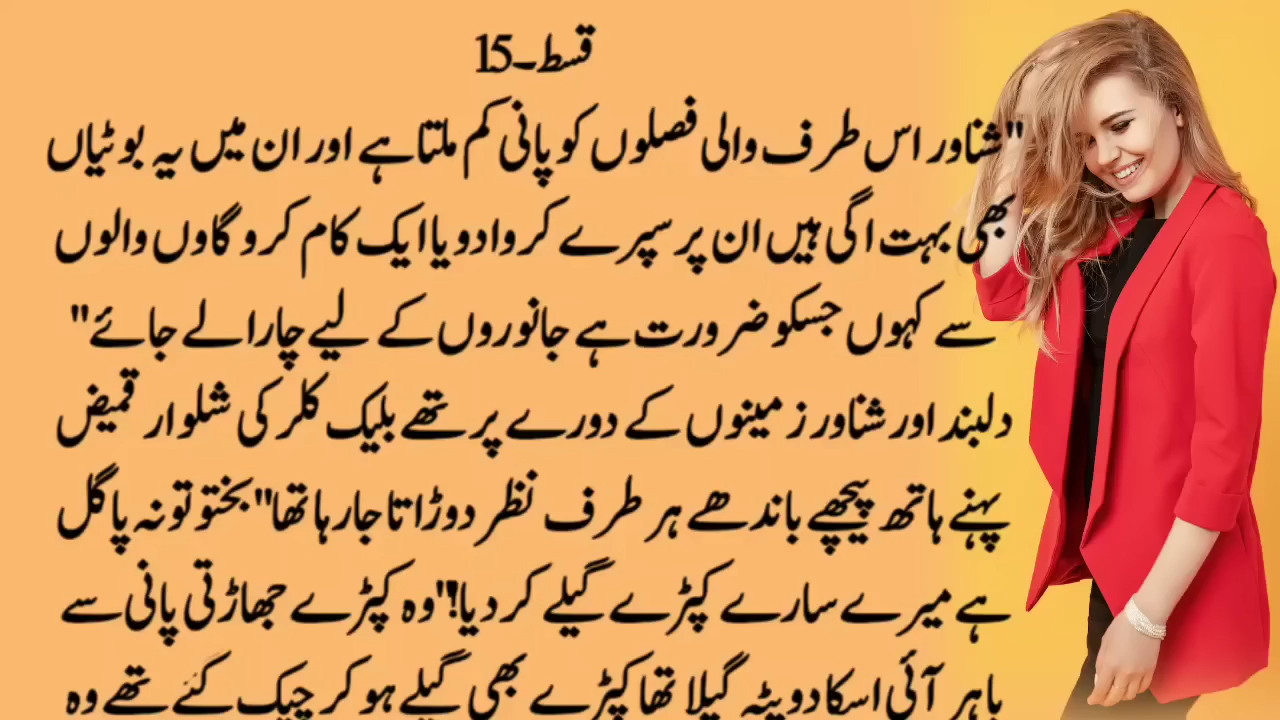 قسط۔15
"شناور اس طرف والی فصلوں کو پانی کم ملتا ہے اور ان میں یہ بوٹیاں
بھی بہت اگی ہیں ان پر سپرے کروا دو یا ایک کام کرو گاوں والوں
سے کہوں جسکو ضرورت ہے جانوروں کے لیے چارا لے جائے"
دلبند اور شناور زمینوں کے دورے پر تھے بلیک کلر کی شلوار قمیض
پہنے ہاتھ پیچھے باندھے ہر طرف نظر دوڑاتا جا رہا تھا" بختو تو نہ پاگل
ہے میرے سارے کپڑے گیلے کر دیا!"وہ کپڑے جھاڑتی پانی سے
باہر آئی اسکا دوپٹہ گیلا تھا کپڑے بھی گیلے ہو کر چپک گئے تھے وہ